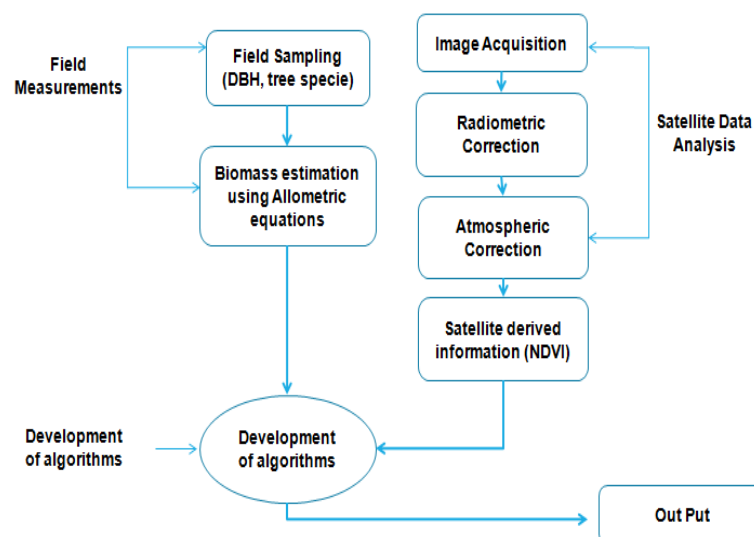 Field
Measurements
Field Sampling
(DBH, tree specie)
Biomass estimation
using Allometric
equations
Image Acquisition
Radiometric
Correction
Atmospheric
Correction
Satellite derived
information (NDVI)
Satellite Data
Analysis
Development
of algorithms
Development
of algorithms
Out Put